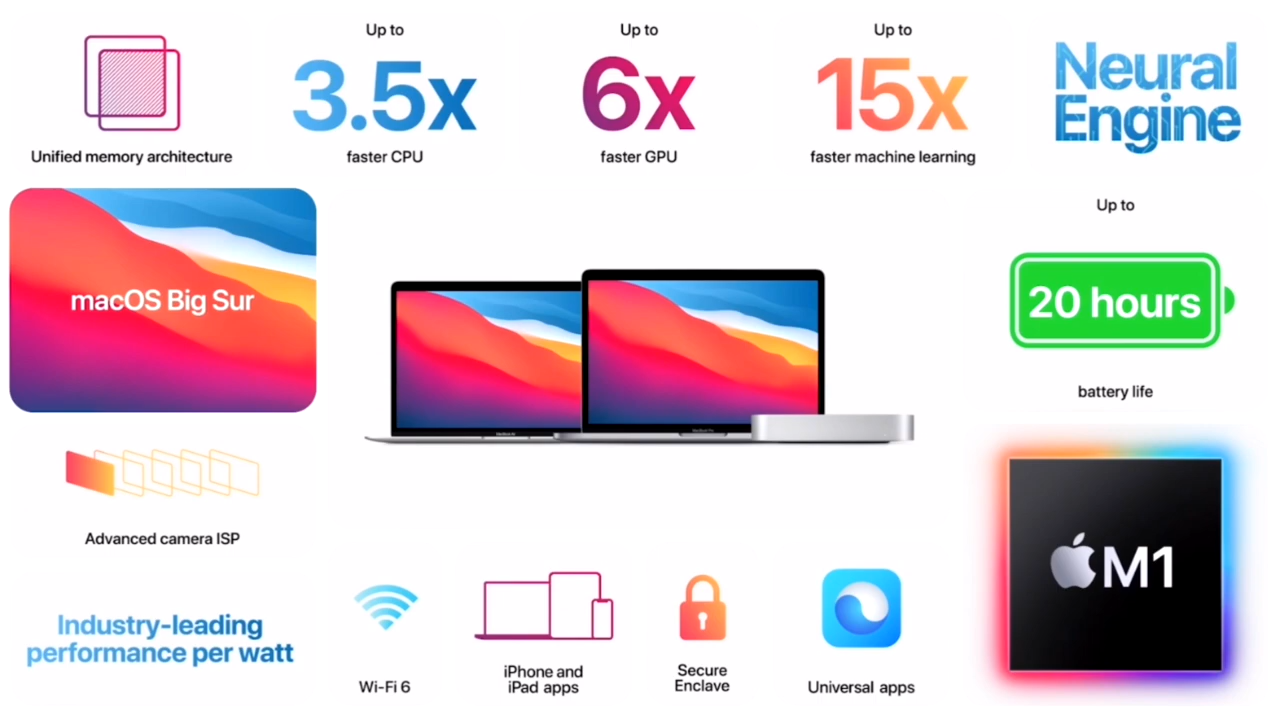 Unified memory architecture
Up to
3.5x
faster CPU
Up to
6x
faster GPU
Up to
15x
faster machine learning
Neural
Engine
macOS Big Sur
Up to
20 hours
battery life
Advanced camera ISP
Industry-leading
performance per watt
Wi-Fi 6
iPhone and
iPad apps
Secure
Enclave
Universal apps
M1